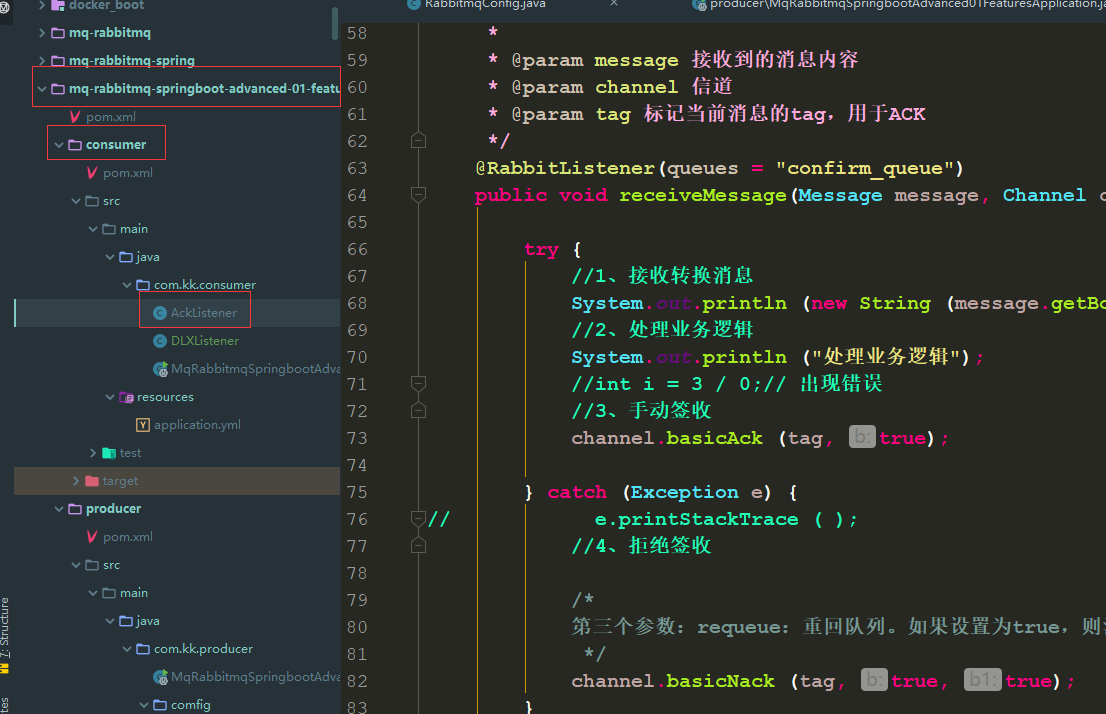 docker_boot
mq-rabbitmq
mq-rabbitmq-spring
mq-rabbitmq-springboot-advanced-01-featu
pom.xml
consumer
pom.xml
src
main
java
com.kk.consumer
AckListener
DLXListener
MqRabbitmqSpringbootAdva
resources
application.yml
test
target
producer
pom.xml
src
main
java
com.kk.producer
MqRabbitmqSpringbootAdva
comfig
7: Structure
RabbitmqConfig.java
producer\MqRabbitmqSpringbootAdvanced01FeaturesApplication.ja
58 *
59 * @param message 接收到的消息内容
60 * @param channel 信道
61 * @param tag 标记当前消息的tag，用于ACK
62 */
63 @RabbitListener(queues = "confirm_queue")
64 public void receiveMessage(Message message, Channel c
65
66 try {
67 //1、接收转换消息
68 System.out.println (new String (message.getBo
69 //2、处理业务逻辑
70 System.out.println ("处理业务逻辑");
71 //int i = 3 / 0;// 出现错误
72 //3、手动签收
73 channel.basicAck (tag, b: true);
74
75 } catch (Exception e) {
76 // e.printStackTrace ( );
77 //4、拒绝签收
78
79 /*
80 第三个参数：requeue：重回队列。如果设置为true，则
81 */
82 channel.basicNack (tag, b: true, b1: true);
83 }